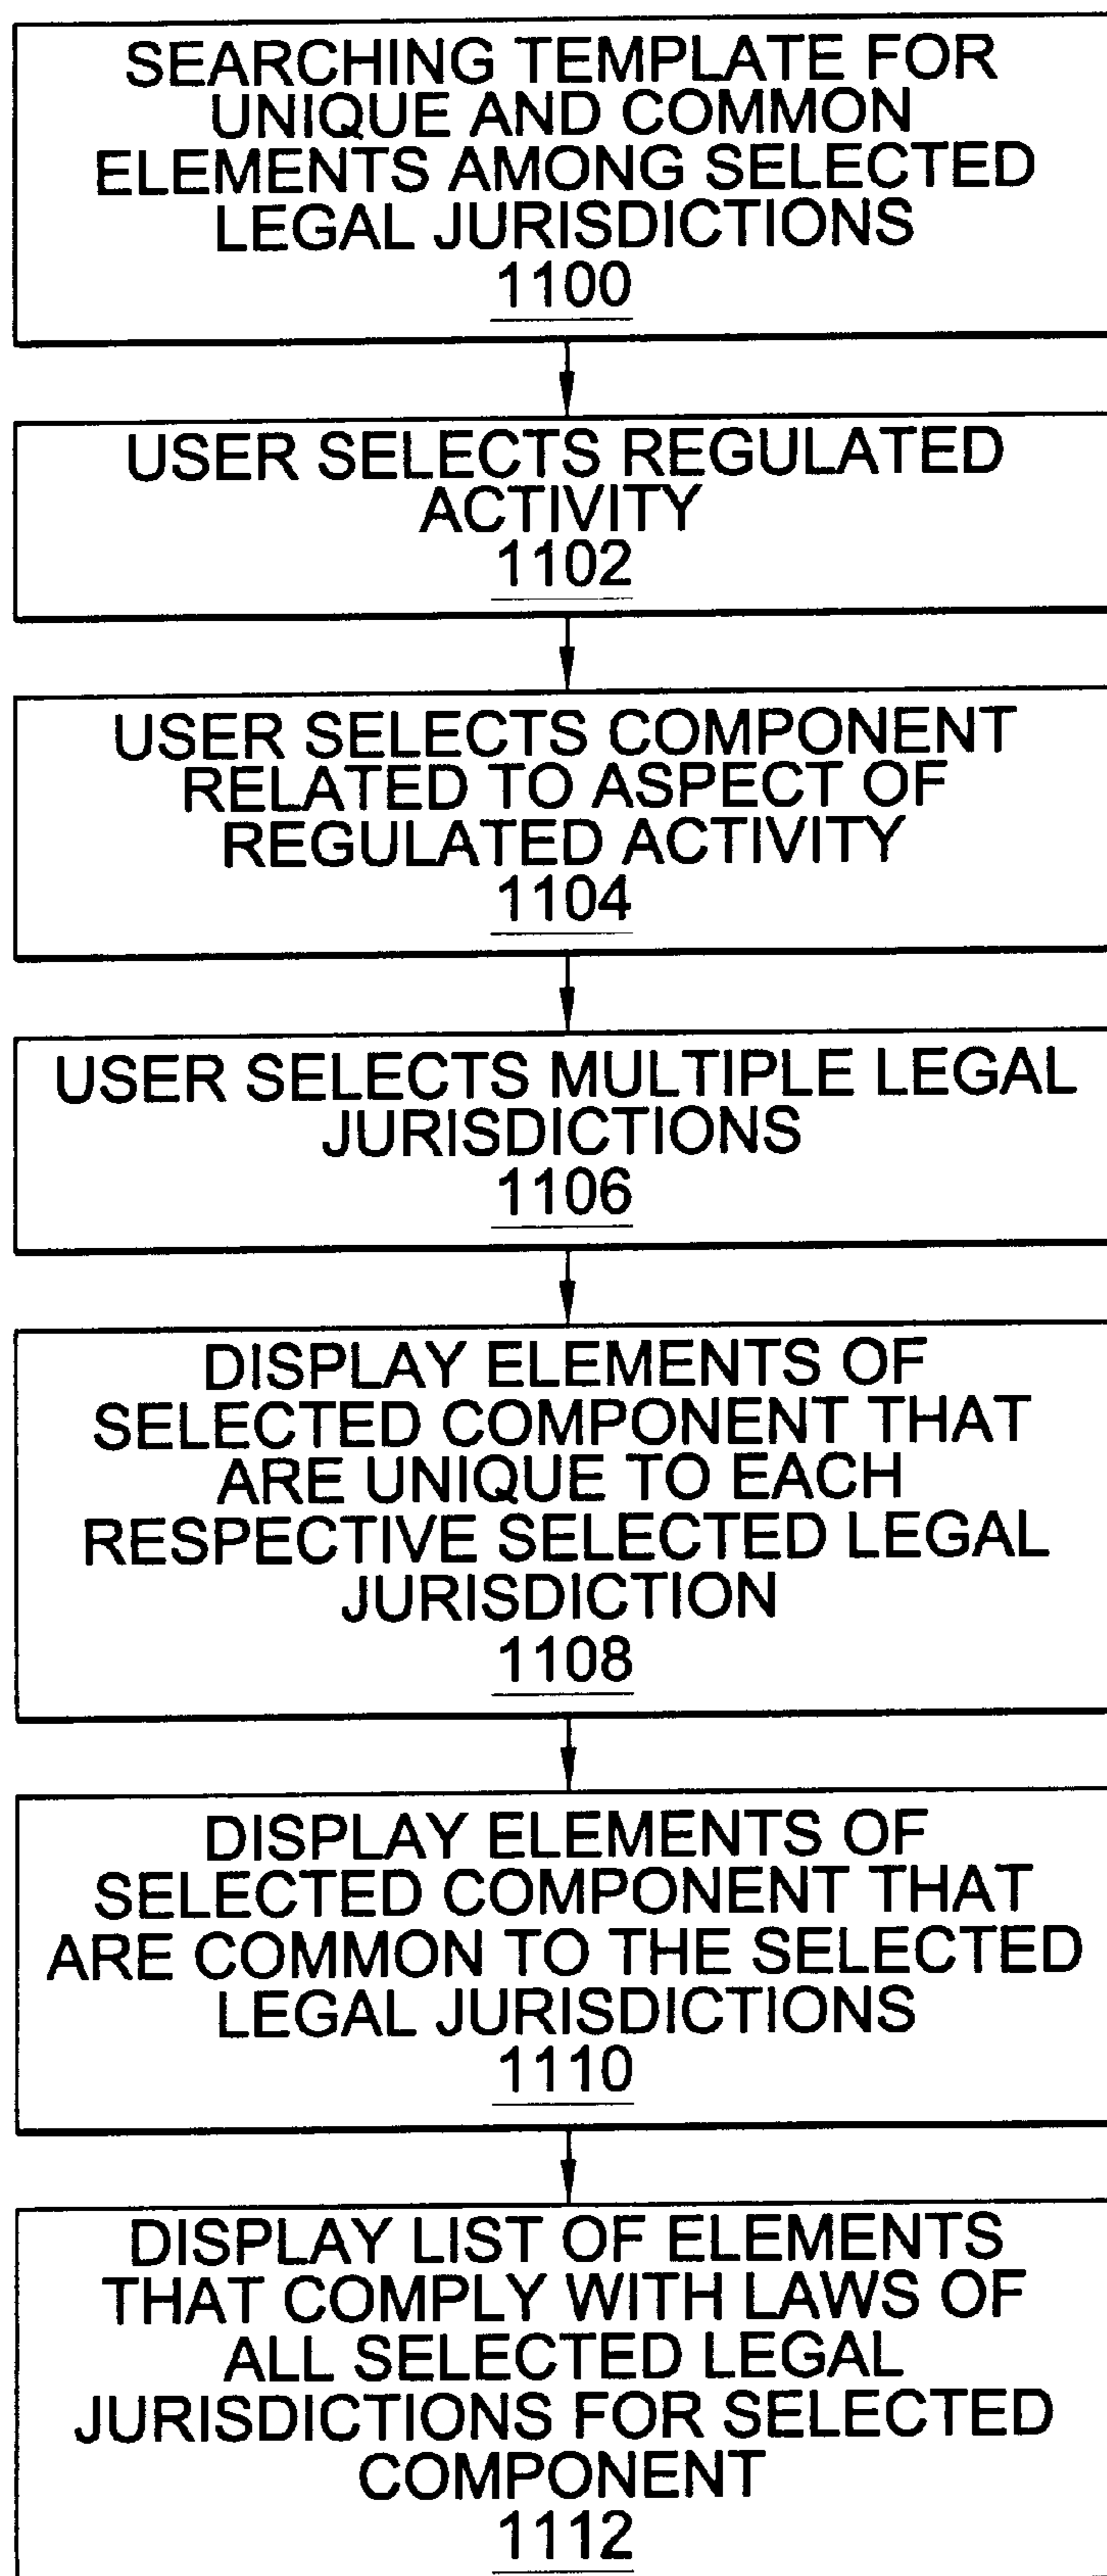 SEARCHING TEMPLATE FOR
UNIQUE AND COMMON
ELEMENTS AMONG SELECTED
LEGAL JURISDICTIONS
1100
USER SELECTS REGULATED
ACTIVITY
1102
USER SELECTS COMPONENT
RELATED TO ASPECT OF
REGULATED ACTIVITY
1104
USER SELECTS MULTIPLE LEGAL
JURISDICTIONS
1106
DISPLAY ELEMENTS OF
SELECTED COMPONENT THAT
ARE UNIQUE TO EACH
RESPECTIVE SELECTED LEGAL
JURISDICTION
1108
DISPLAY ELEMENTS OF
SELECTED COMPONENT THAT
ARE COMMON TO THE SELECTED
LEGAL JURISDICTIONS
1110
DISPLAY LIST OF ELEMENTS
THAT COMPLY WITH LAWS OF
ALL SELECTED LEGAL
JURISDICTIONS FOR SELECTED
COMPONENT
1112